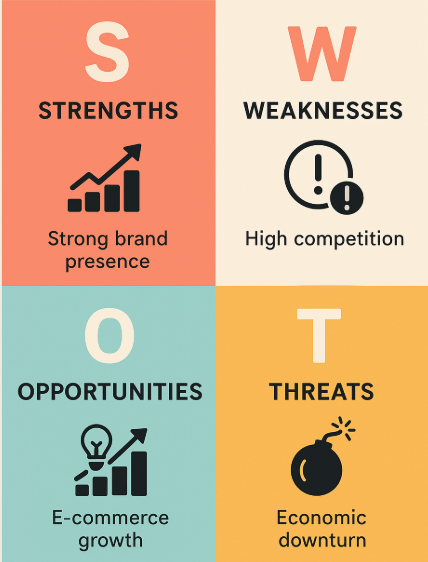 S
STRENGTHS
Strong brand
presence
W
WEAKNESSES
High competition
O
OPPORTUNITIES
E-commerce
growth
T
THREATS
Economic
downturn